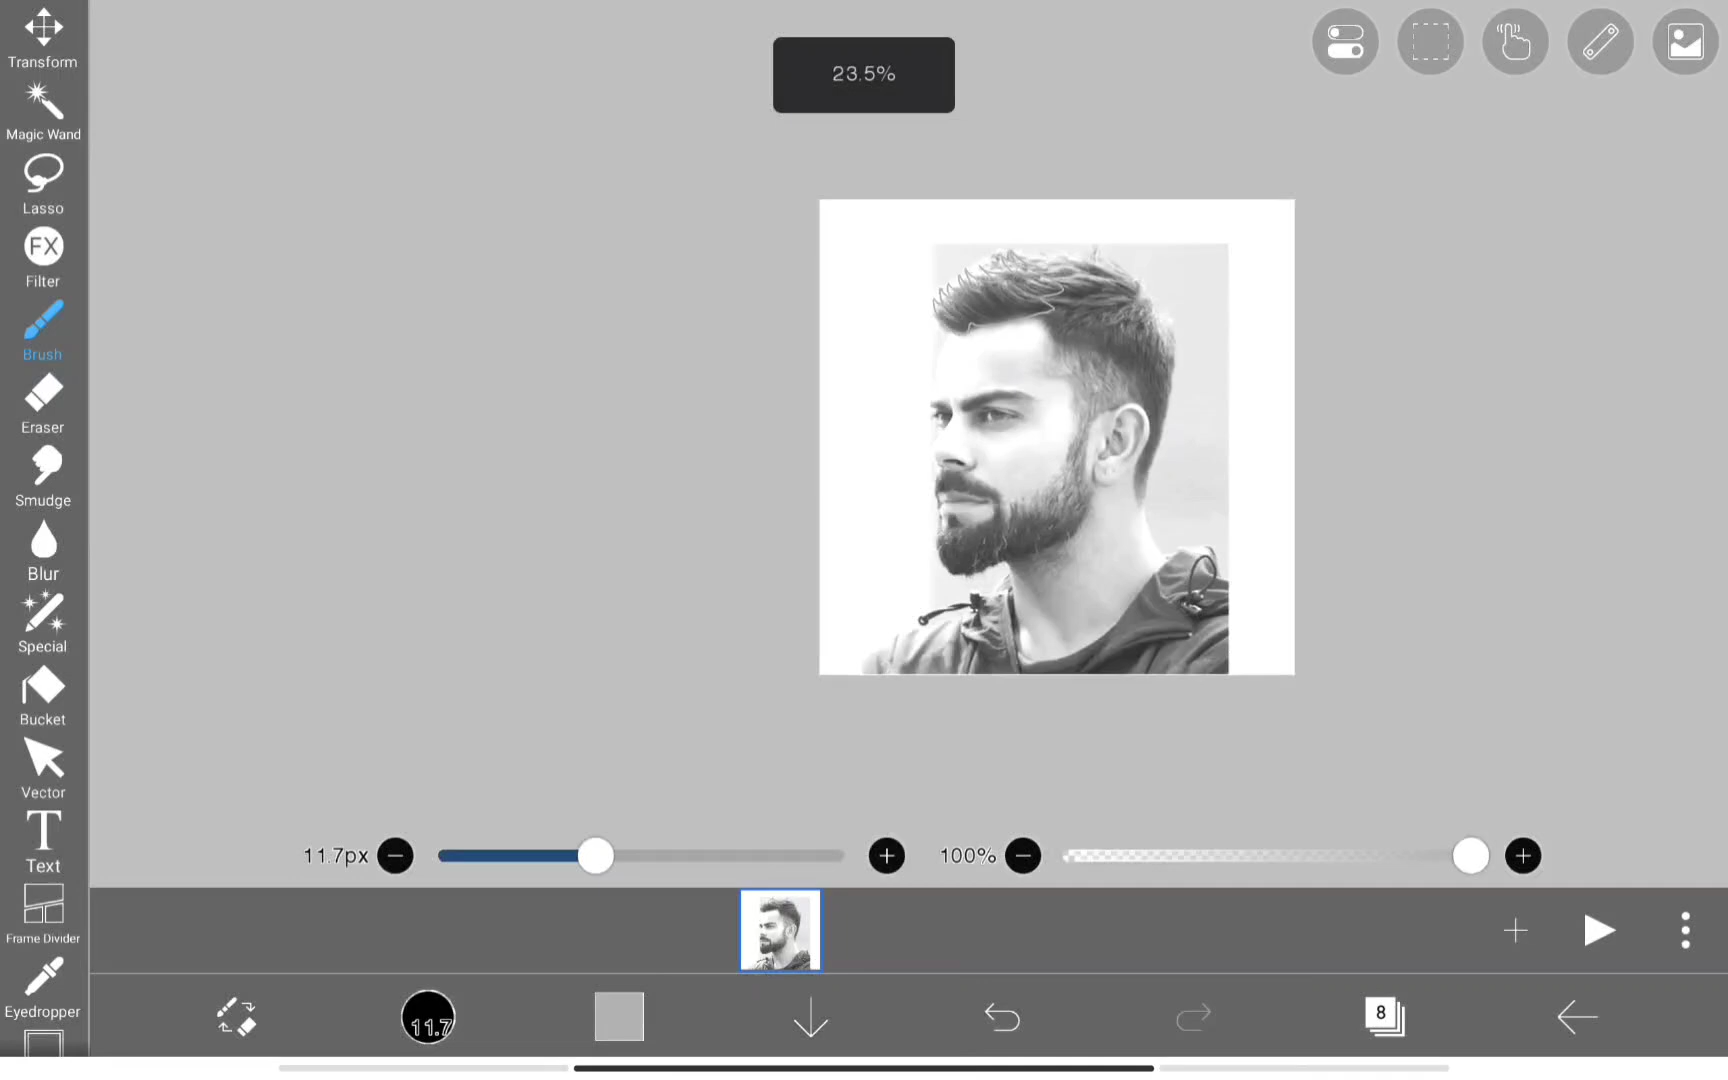 23.5%
Transform
Magic Wand
Lasso
FX
Filter
Brush
Eraser
Smudge
Blur
Special
Bucket
Vector
T
Text
Frame Divider
Eyedropper
11.7px
100%
11.7
8